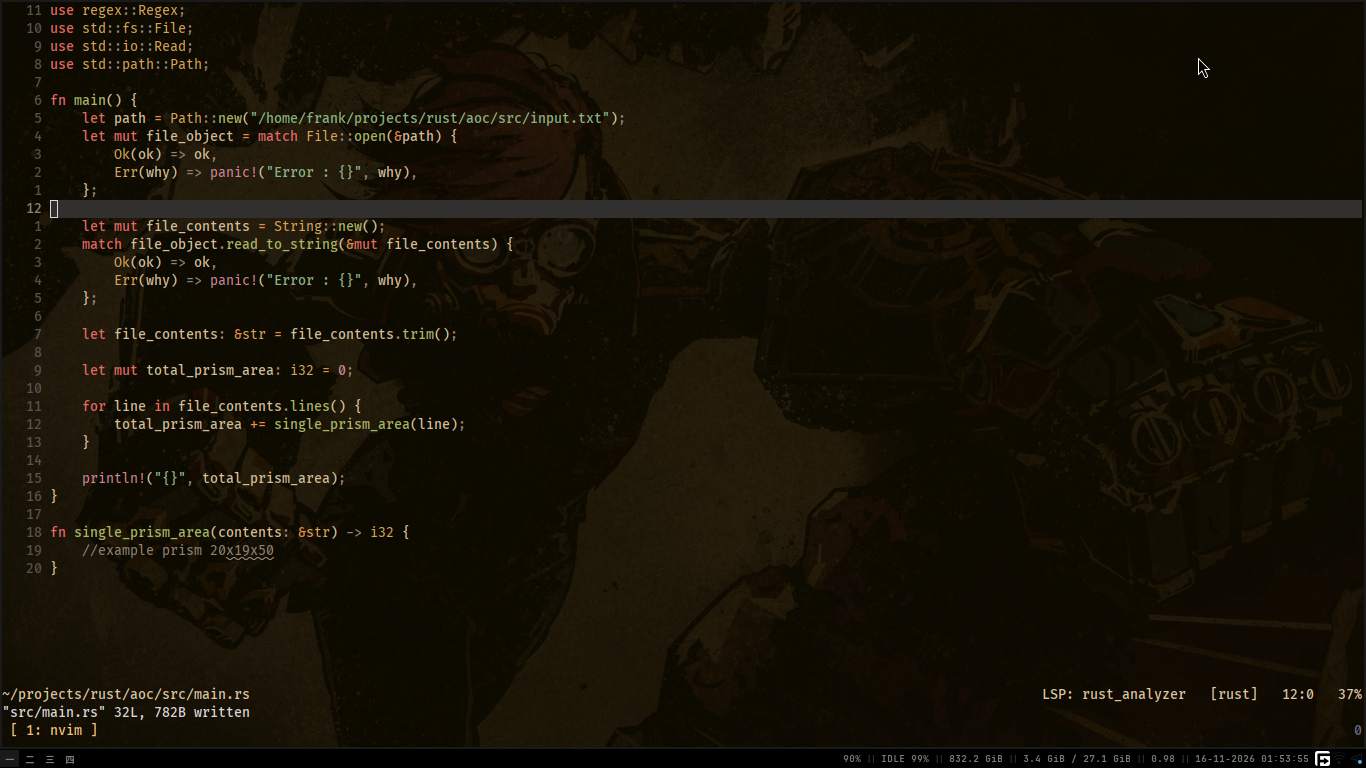 11 use regex::Regex;
10 use std::fs::File;
9 use std::io::Read;
8 use std::path::Path;
7
6 fn main() {
5     let path = Path::new("/home/frank/projects/rust/aoc/src/input.txt");
4     let mut file_object = match File::open(&path) {
3         Ok(ok) => ok,
2         Err(why) => panic!("Error : {}", why),
1     };
12
1     let mut file_contents = String::new();
2     match file_object.read_to_string(&mut file_contents) {
3         Ok(ok) => ok,
4         Err(why) => panic!("Error : {}", why),
5     };
6
7     let file_contents: &str = file_contents.trim();
8
9     let mut total_prism_area: i32 = 0;
10
11     for line in file_contents.lines() {
12         total_prism_area += single_prism_area(line);
13     }
14
15     println!("{}", total_prism_area);
16 }
17
18 fn single_prism_area(contents: &str) -> i32 {
19     //example prism 20x19x50
20 }
~/projects/rust/aoc/src/main.rs LSP: rust_analyzer [rust] 12:0 37%
"src/main.rs" 32L, 782B written
[ 1: nvim ] 0
一 二 三 四 90% || IDLE 99% || 832.2 GiB || 3.4 GiB / 27.1 GiB || 0.98 || 16-11-2026 01:53:55